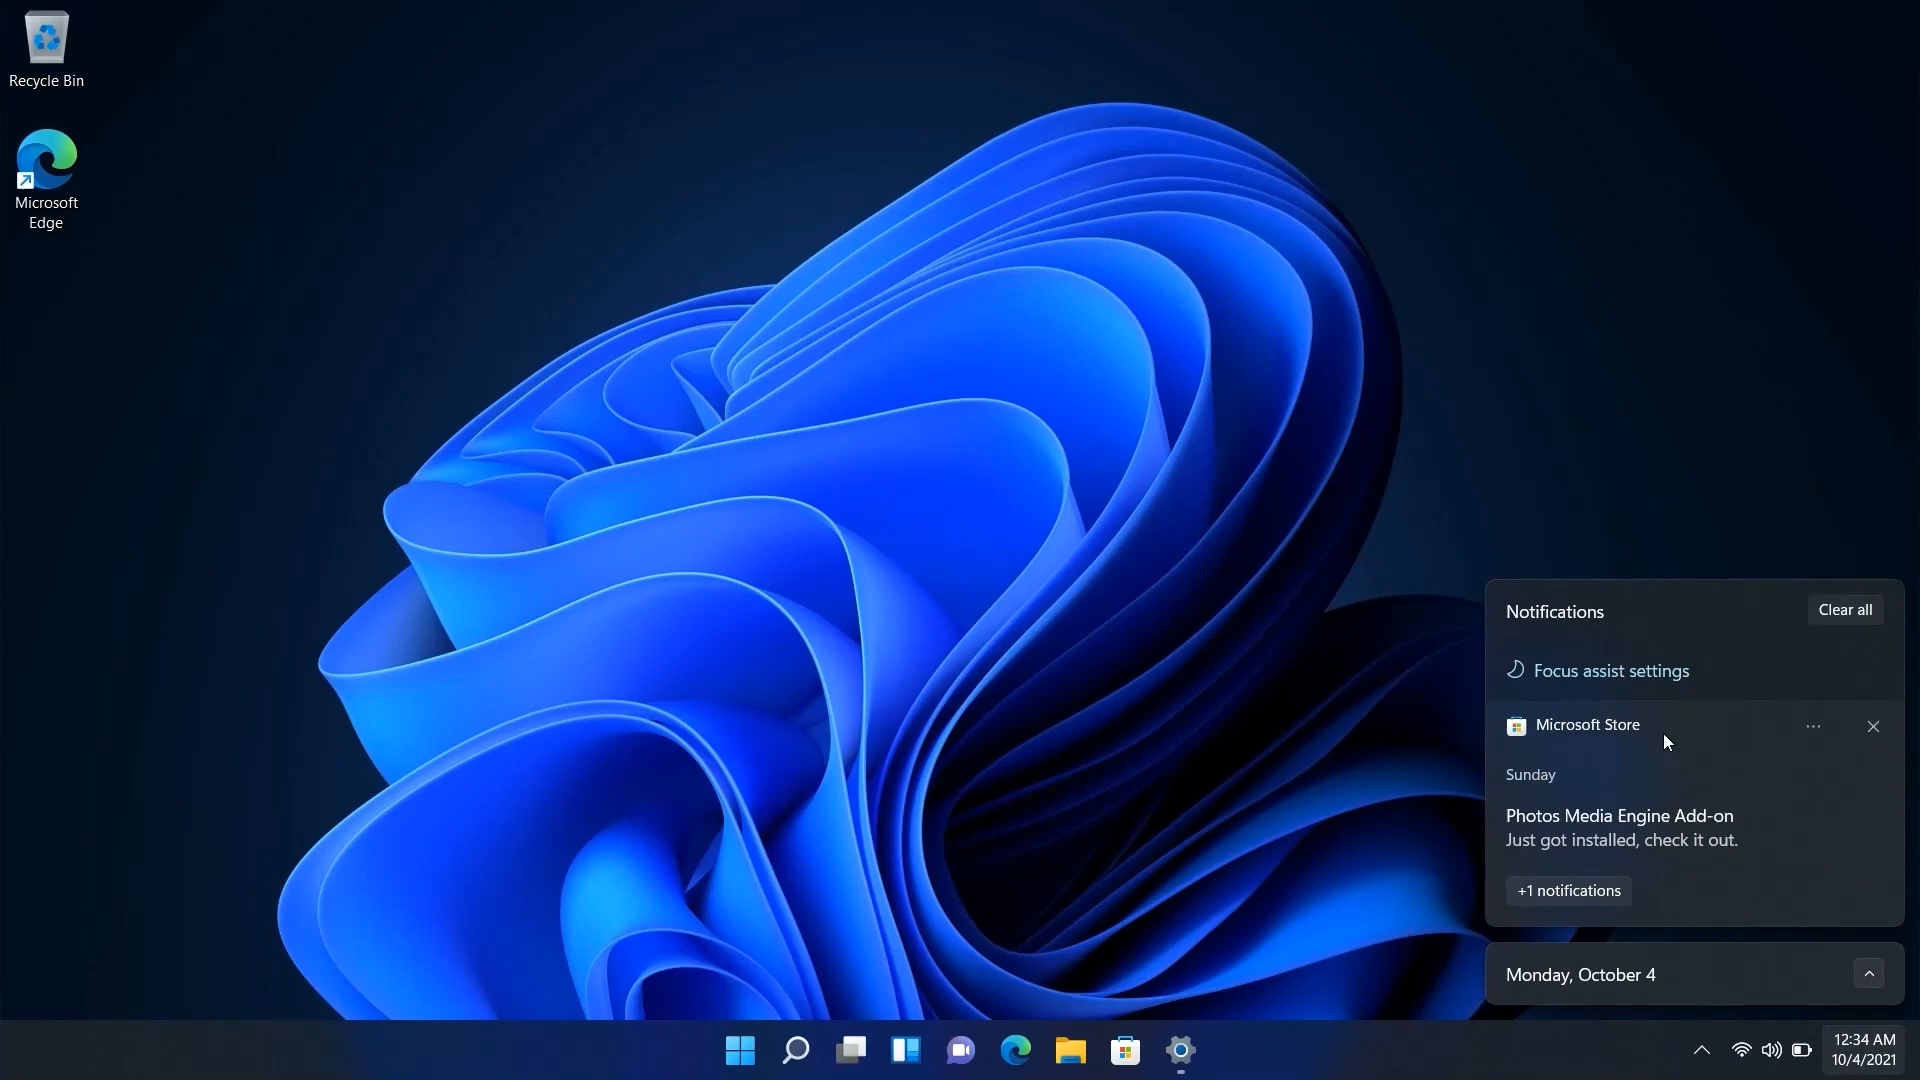 Recycle Bin
Microsoft
Edge
Notifications
Clear all
Focus assist settings
Microsoft Store
Sunday
Photos Media Engine Add-on
Just got installed, check it out.
+1 notifications
Monday, October 4
12:34 AM
10/4/2021